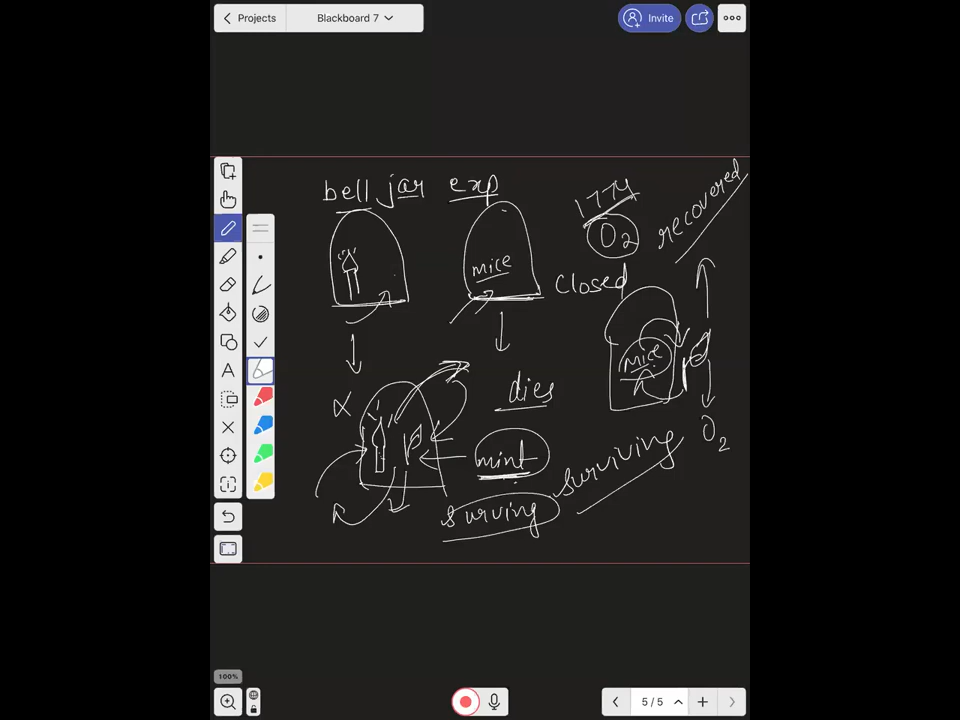 Projects
Blackboard 7
Invite
bell jar exp
1774
O2
recovered
mice
closed
mice
dies
O2
mint
surviving
surving
100%
5/5